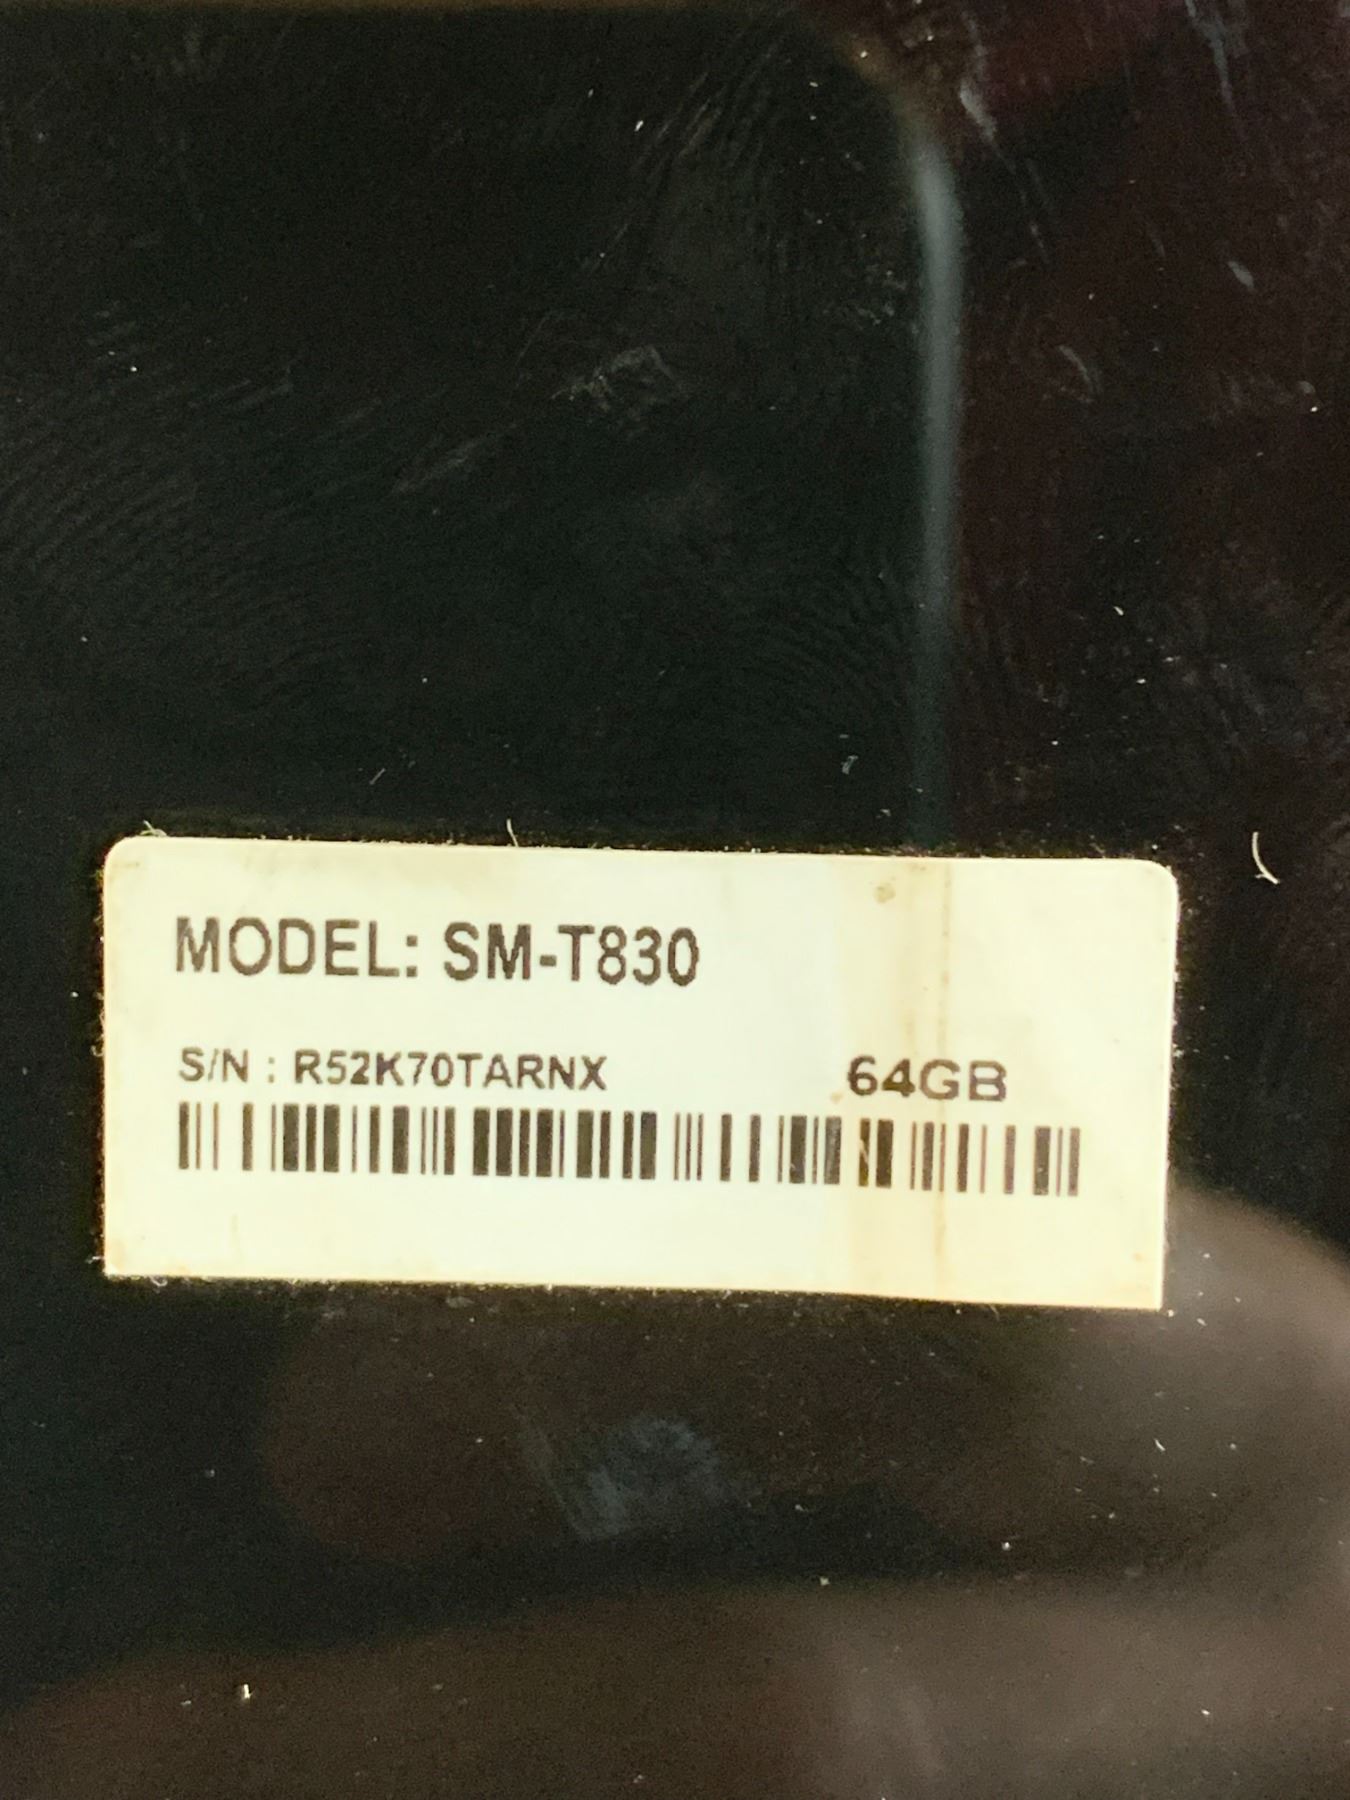 MODEL: SM-T830
S/N : R52K70TARNX 64GB